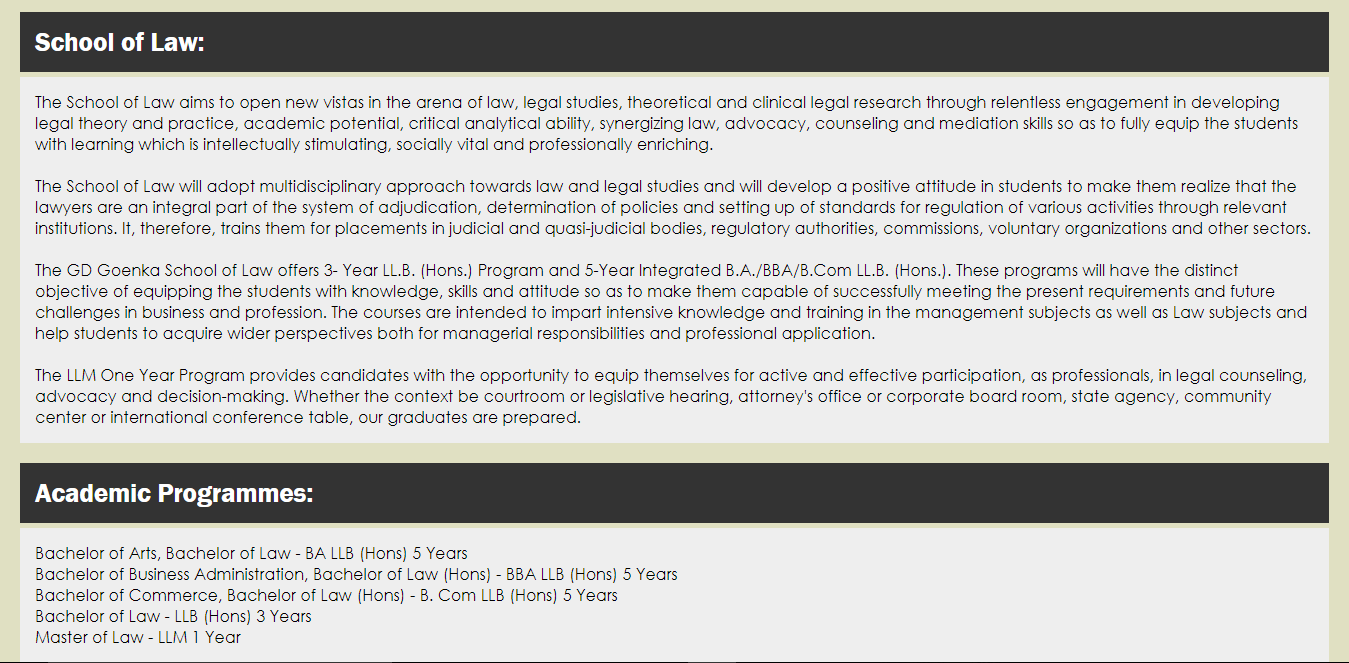 School of Law:
The School of Law aims to open new vistas in the arena of law, legal studies, theoretical and clinical legal research through relentless engagement in developing
legal theory and practice, academic potential, critical analytical ability, synergizing law, advocacy, counseling and mediation skills so as to fully equip the students
with learning which is intellectually stimulating, socially vital and professionally enriching.
The School of Law will adopt multidisciplinary approach towards law and legal studies and will develop a positive attitude in students to make them realize that the
lawyers are an integral part of the system of adjudication, determination of policies and setting up of standards for regulation of various activities through relevant
institutions. It, therefore, trains them for placements in judicial and quasi-judicial bodies, regulatory authorities, commissions, voluntary organizations and other sectors.
The GD Goenka School of Law offers 3- Year LL.B. (Hons.) Program and 5-Year Integrated B.A./BBA/B.Com LL.B. (Hons.). These programs will have the distinct
objective of equipping the students with knowledge, skills and attitude so as to make them capable of successfully meeting the present requirements and future
challenges in business and profession. The courses are intended to impart intensive knowledge and training in the management subjects as well as Law subjects and
help students to acquire wider perspectives both for managerial responsibilities and professional application.
The LLM One Year Program provides candidates with the opportunity to equip themselves for active and effective participation, as professionals, in legal counseling,
advocacy and decision-making. Whether the context be courtroom or legislative hearing, attorney's office or corporate board room, state agency, community
center or international conference table, our graduates are prepared.
Academic Programmes:
Bachelor of Arts, Bachelor of Law - BA LLB (Hons) 5 Years
Bachelor of Business Administration, Bachelor of Law (Hons) - BBA LLB (Hons) 5 Years
Bachelor of Commerce, Bachelor of Law (Hons) - B. Com LLB (Hons) 5 Years
Bachelor of Law - LLB (Hons) 3 Years
Master of Law - LLM 1 Year